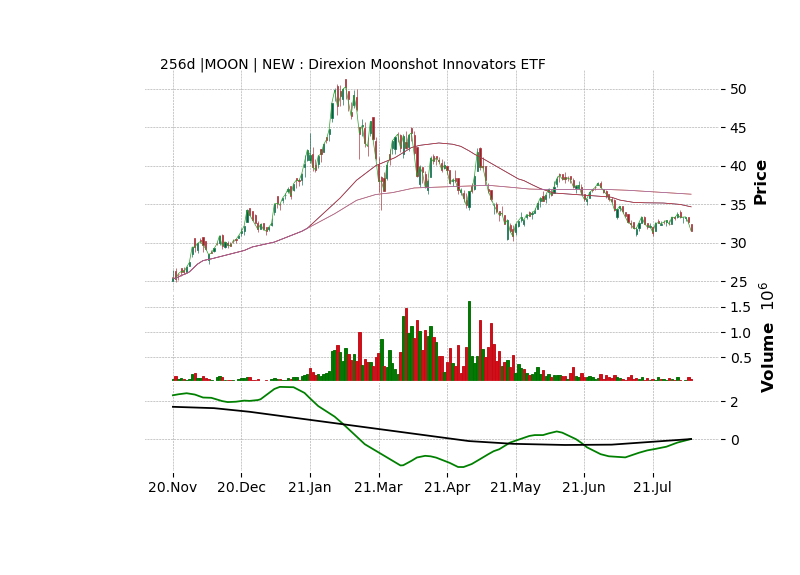 256d |MOON | NEW : Direxion Moonshot Innovators ETF
50
45
40
35
30
25
Price
1.5
1.0
0.5
Volume 10^6
2
0
20.Nov 20.Dec 21.Jan 21.Mar 21.Apr 21.May 21.Jun 21.Jul